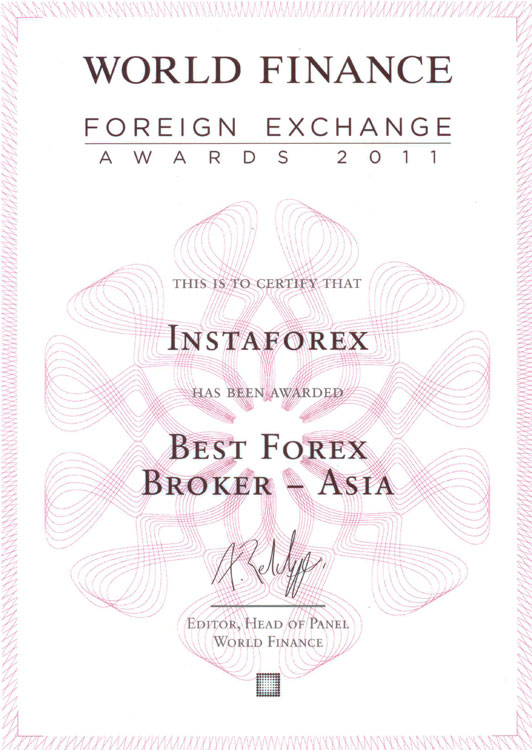 WORLD FINANCE
FOREIGN EXCHANGE
AWARDS 2011
THIS IS TO CERTIFY THAT
INSTAFOREX
HAS BEEN AWARDED
BEST FOREX
BROKER – ASIA
EDITOR, HEAD OF PANEL
WORLD FINANCE